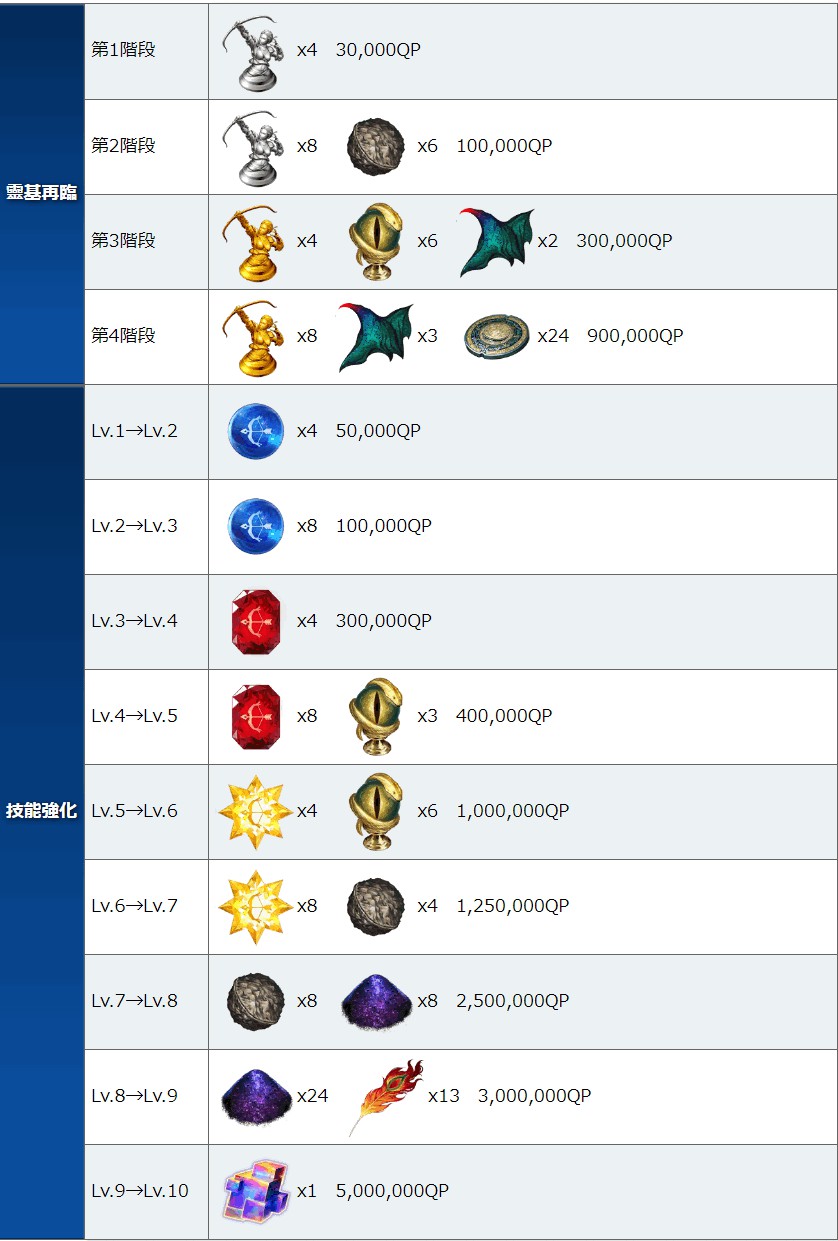 靈基再臨
第1階段 x4 30,000QP
第2階段 x8 x6 100,000QP
第3階段 x4 x6 x2 300,000QP
第4階段 x8 x3 x24 900,000QP
技能強化
Lv.1→Lv.2 x4 50,000QP
Lv.2→Lv.3 x8 100,000QP
Lv.3→Lv.4 x4 300,000QP
Lv.4→Lv.5 x8 x3 400,000QP
Lv.5→Lv.6 x4 x6 1,000,000QP
Lv.6→Lv.7 x8 x4 1,250,000QP
Lv.7→Lv.8 x8 x8 2,500,000QP
Lv.8→Lv.9 x24 x13 3,000,000QP
Lv.9→Lv.10 x1 5,000,000QP